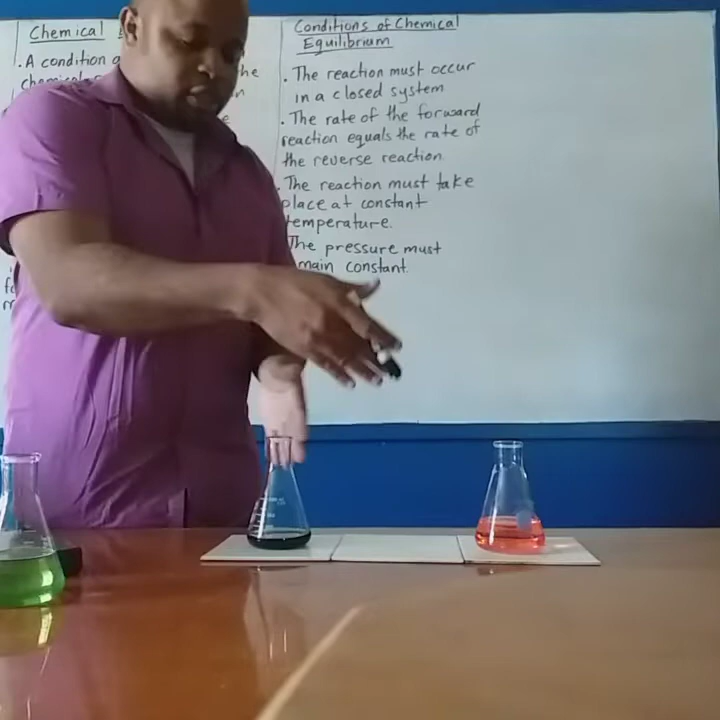 Chemical
. A condition
he
Conditions of Chemical
Equilibrium
. The reaction must occur
in a closed system
. The rate of the forward
reaction equals the rate of
the reverse reaction.
. The reaction must take
place at constant
temperature.
The pressure must
main constant.